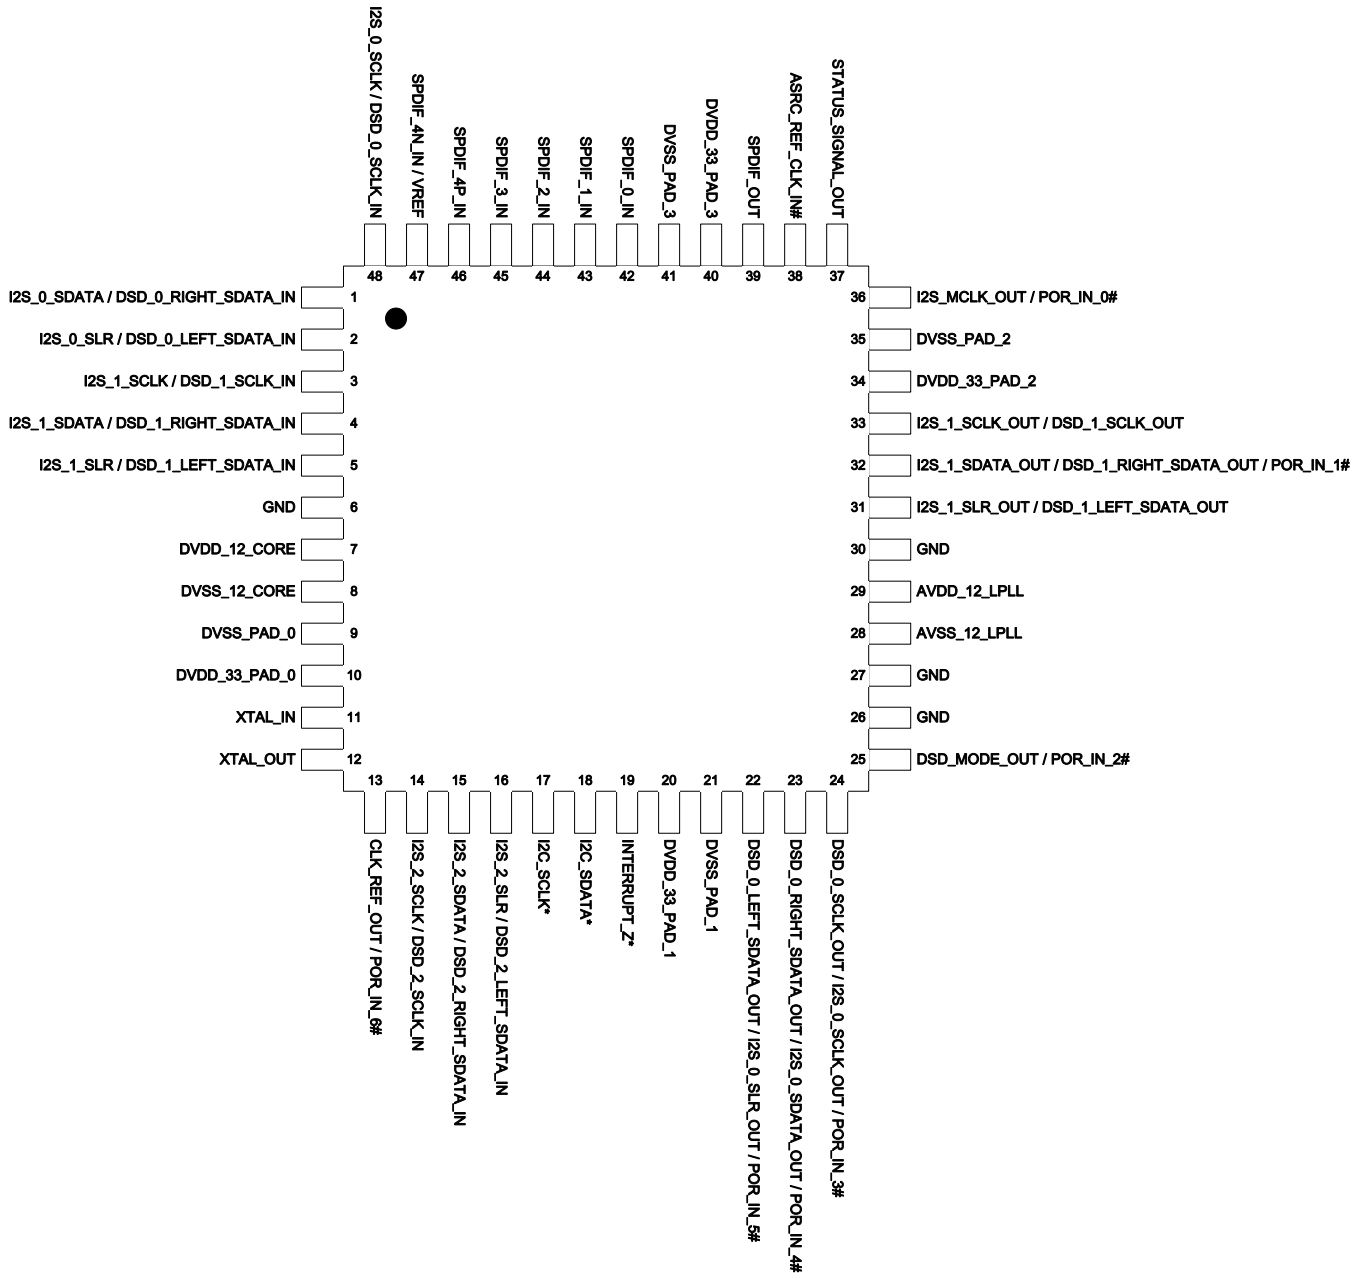 I2S_0_SCLK / DSD_0_SCLK_IN
SPDIF_4N_IN / VREF
SPDIF_4P_IN
SPDIF_3_IN
SPDIF_2_IN
SPDIF_1_IN
SPDIF_0_IN
DVSS_PAD_3
DVDD_33_PAD_3
SPDIF_OUT
ASRC_REF_CLK_IN#
STATUS_SIGNAL_OUT
48 47 46 45 44 43 42 41 40 39 38 37
I2S_0_SDATA / DSD_0_RIGHT_SDATA_IN 1
36 I2S_MCLK_OUT / POR_IN_0#
I2S_0_SLR / DSD_0_LEFT_SDATA_IN 2
35 DVSS_PAD_2
I2S_1_SCLK / DSD_1_SCLK_IN 3
34 DVDD_33_PAD_2
I2S_1_SDATA / DSD_1_RIGHT_SDATA_IN 4
33 I2S_1_SCLK_OUT / DSD_1_SCLK_OUT
I2S_1_SLR / DSD_1_LEFT_SDATA_IN 5
32 I2S_1_SDATA_OUT / DSD_1_RIGHT_SDATA_OUT / POR_IN_1#
GND 6
31 I2S_1_SLR_OUT / DSD_1_LEFT_SDATA_OUT
DVDD_12_CORE 7
30 GND
DVSS_12_CORE 8
29 AVDD_12_LPLL
DVSS_PAD_0 9
28 AVSS_12_LPLL
DVDD_33_PAD_0 10
27 GND
XTAL_IN 11
26 GND
XTAL_OUT 12
25 DSD_MODE_OUT / POR_IN_2#
13 14 15 16 17 18 19 20 21 22 23 24
CLK_REF_OUT / POR_IN_6#
I2S_2_SCLK / DSD_2_SCLK_IN
I2S_2_SDATA / DSD_2_RIGHT_SDATA_IN
I2S_2_SLR / DSD_2_LEFT_SDATA_IN
I2C_SCLK*
I2C_SDATA*
INTERRUPT_Z*
DVDD_33_PAD_1
DVSS_PAD_1
DSD_0_LEFT_SDATA_OUT / I2S_0_SLR_OUT / POR_IN_5#
DSD_0_RIGHT_SDATA_OUT / I2S_0_SDATA_OUT / POR_IN_4#
DSD_0_SCLK_OUT / I2S_0_SCLK_OUT / POR_IN_3#